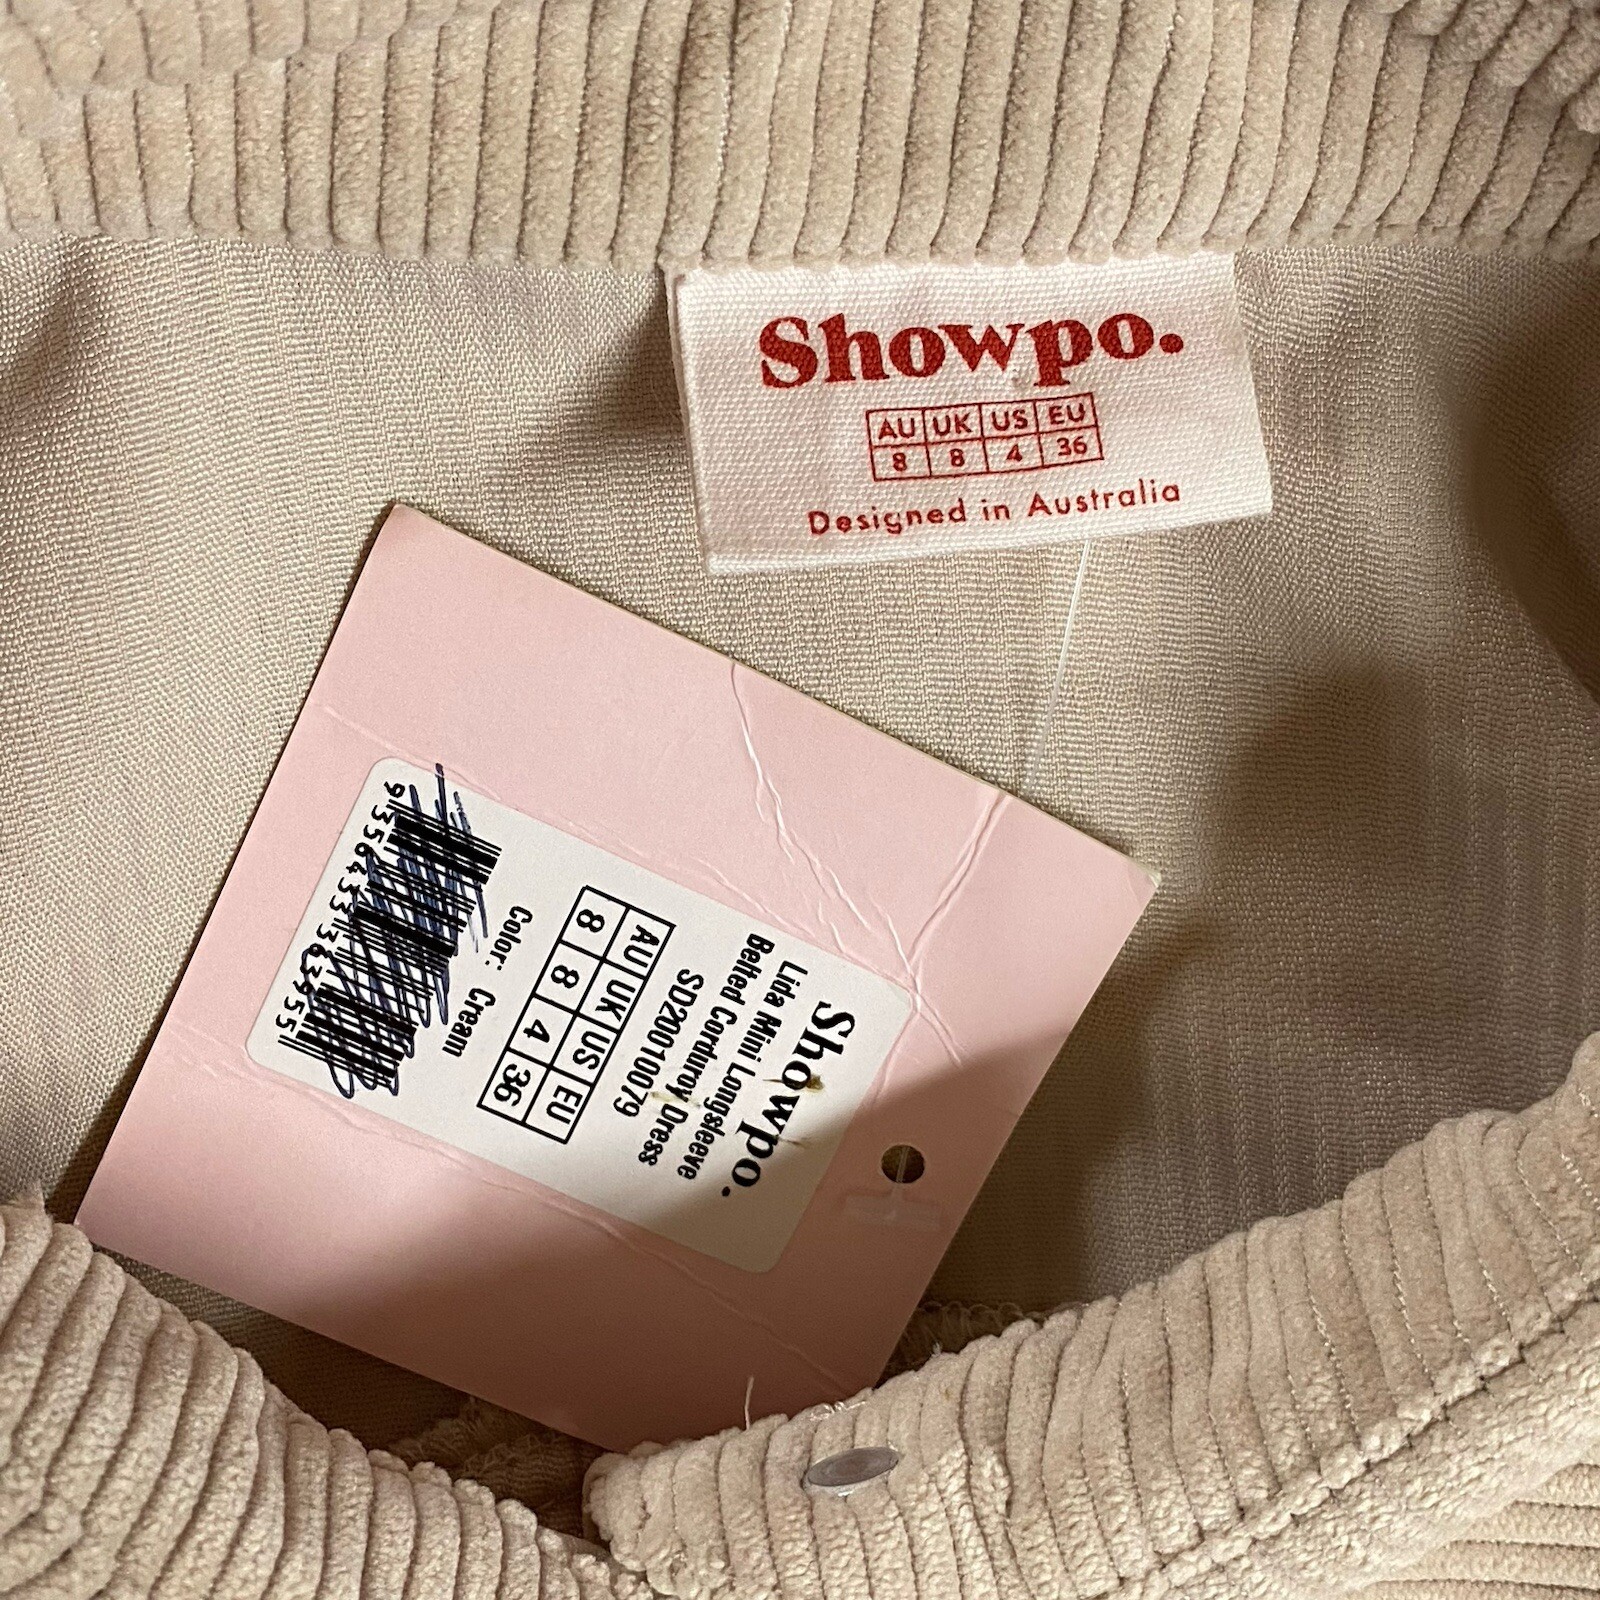 Showpo.
AU UK US EU
8 8 4 36
Designed in Australia
Showpo.
Lida Mini Longsleeve
Belted Corduroy Dress
SD20010079
AU UK US EU
8 8 4 36
Color: Cream
9356433363955